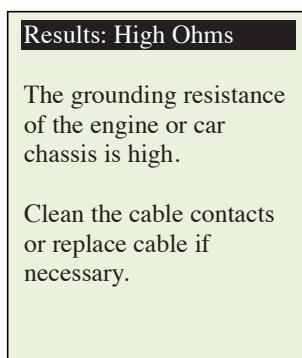 Results: High Ohms
The grounding resistance
of the engine or car
chassis is high.
Clean the cable contacts
or replace cable if
necessary.